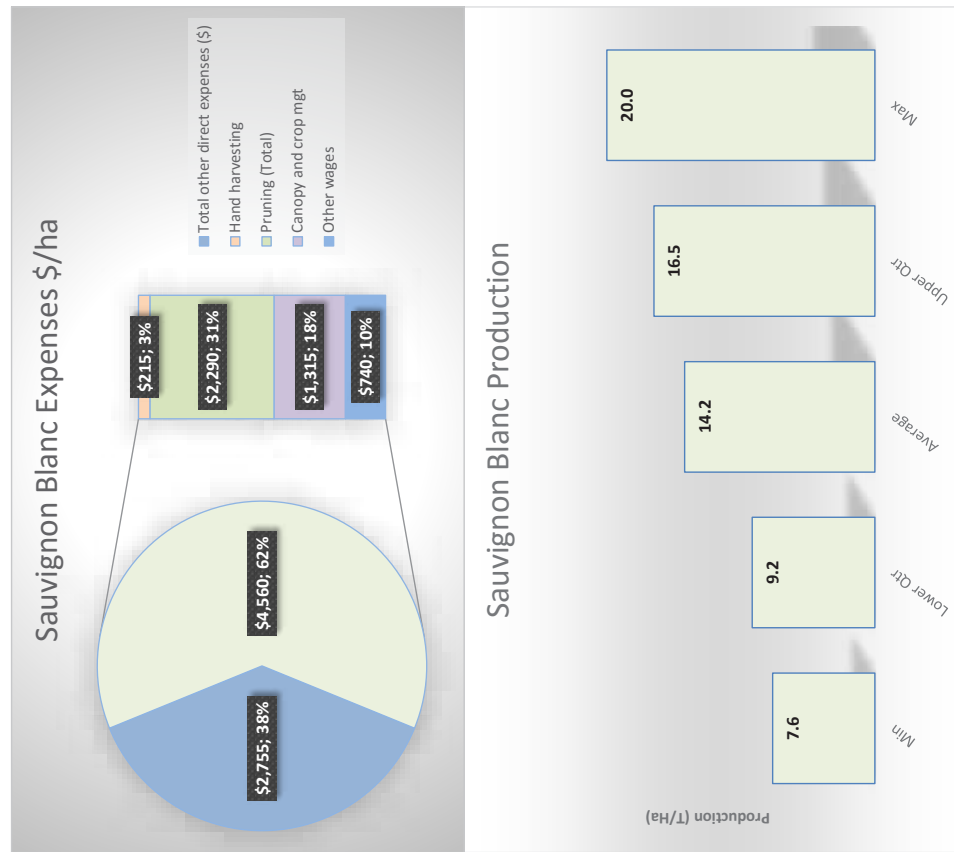 Sauvignon Blanc Expenses $/ha
$2,755; 38%
$4,560; 62%
$215; 3%
$2,290; 31%
$1,315; 18%
$740; 10%
Total other direct expenses ($)
Hand harvesting
Pruning (Total)
Canopy and crop mgt
Other wages
Sauvignon Blanc Production
Production (T/Ha)
7.6
9.2
14.2
16.5
20.0
Min
Lower Qtr
Average
Upper Qtr
Max